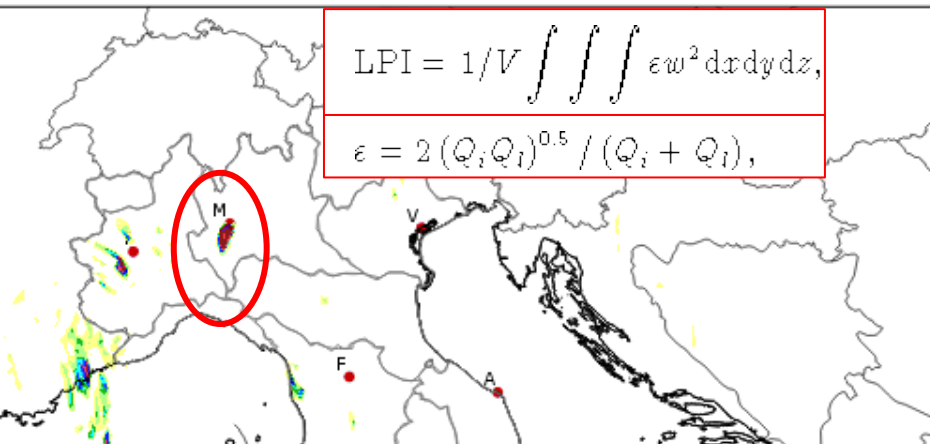 LPI = 1/V ∫ ∫ ∫ εw² dxdydz,
ε = 2 (QᵢQₗ)^0.5 / (Qᵢ + Qₗ),
M
V
F
A